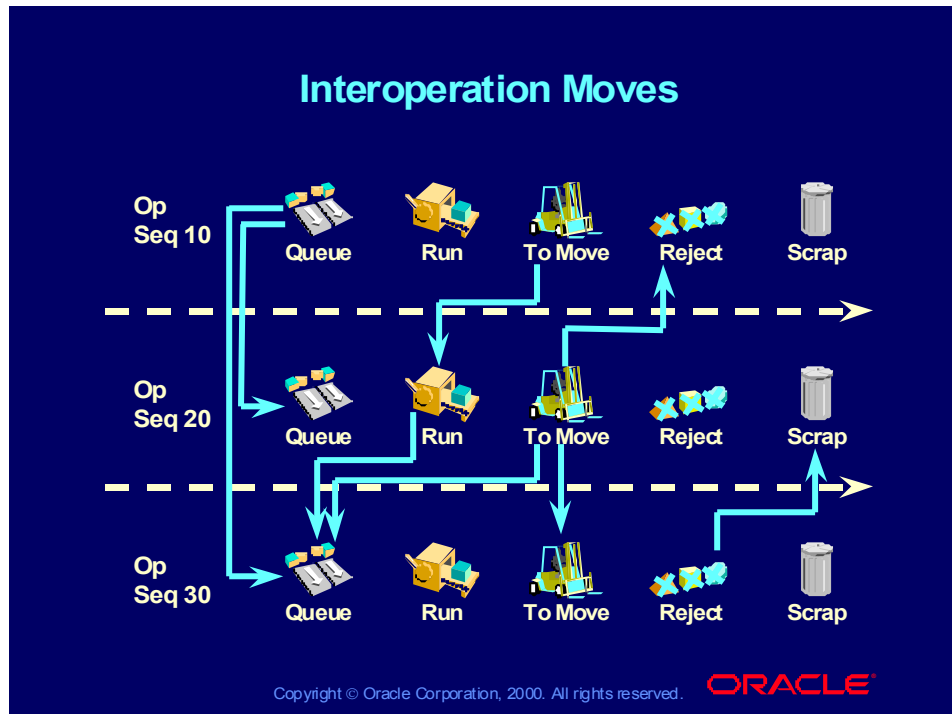 Interoperation Moves
Op
Seq 10
Queue
Run
To Move
Reject
Scrap
Op
Seq 20
Queue
Run
To Move
Reject
Scrap
Op
Seq 30
Queue
Run
To Move
Reject
Scrap
Copyright © Oracle Corporation, 2000. All rights reserved.
ORACLE®